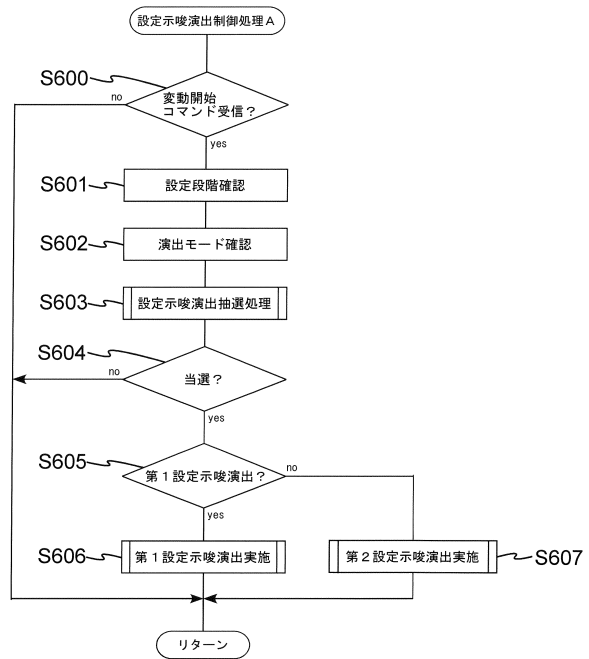 設定示唆演出制御処理A
S600
変動開始
コマンド受信?
no
yes
S601
設定段階確認
S602
演出モード確認
S603
設定示唆演出抽選処理
S604
当選?
no
yes
S605
第1設定示唆演出?
no
yes
S606
第1設定示唆演出実施
第2設定示唆演出実施
S607
リターン